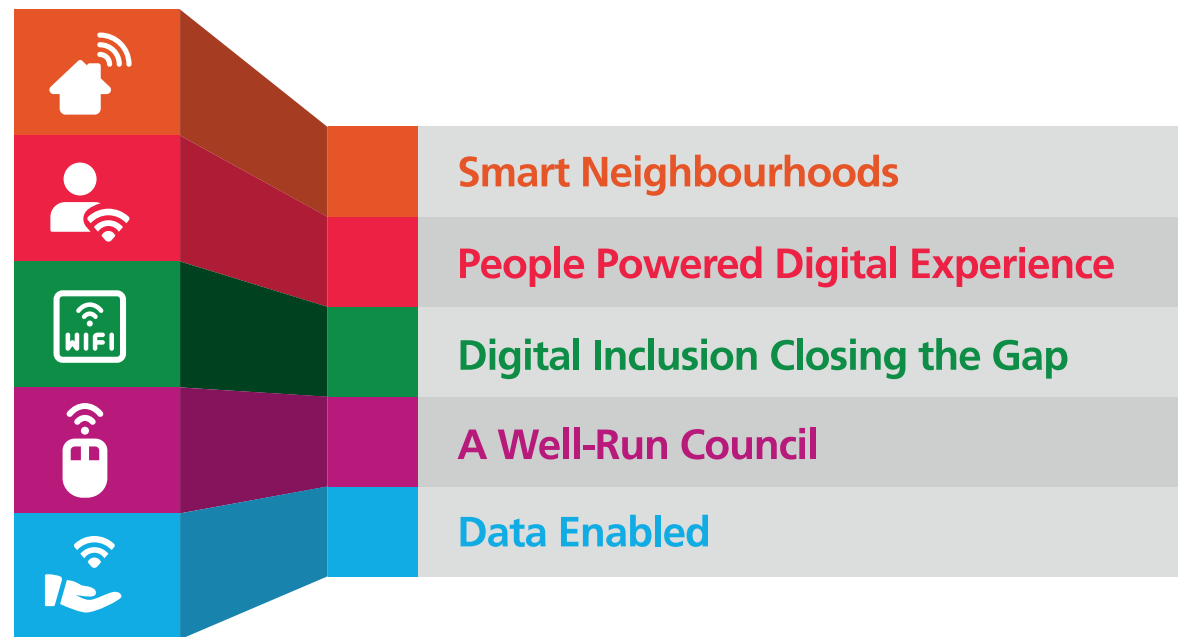 Smart Neighbourhoods
People Powered Digital Experience
WIFI
Digital Inclusion Closing the Gap
A Well-Run Council
Data Enabled